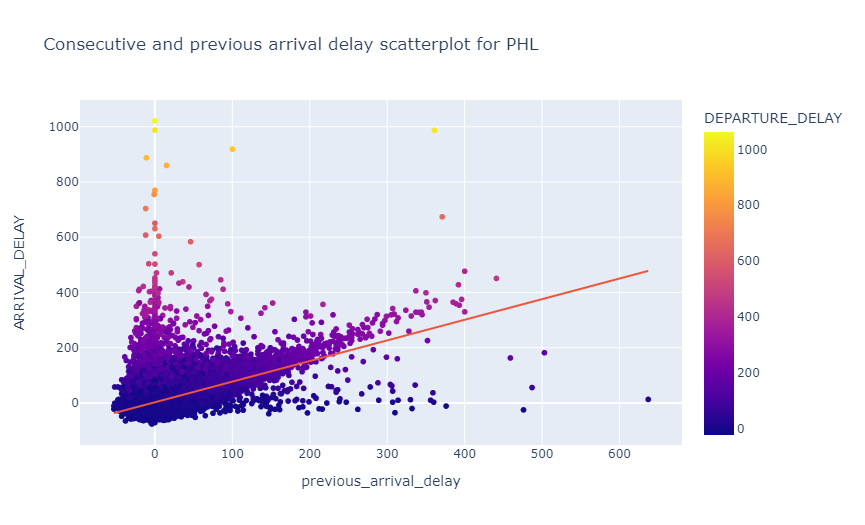 Consecutive and previous arrival delay scatterplot for PHL
DEPARTURE_DELAY
1000
800
600
400
200
0
ARRIVAL_DELAY
1000
800
600
400
200
0
0 100 200 300 400 500 600
previous_arrival_delay